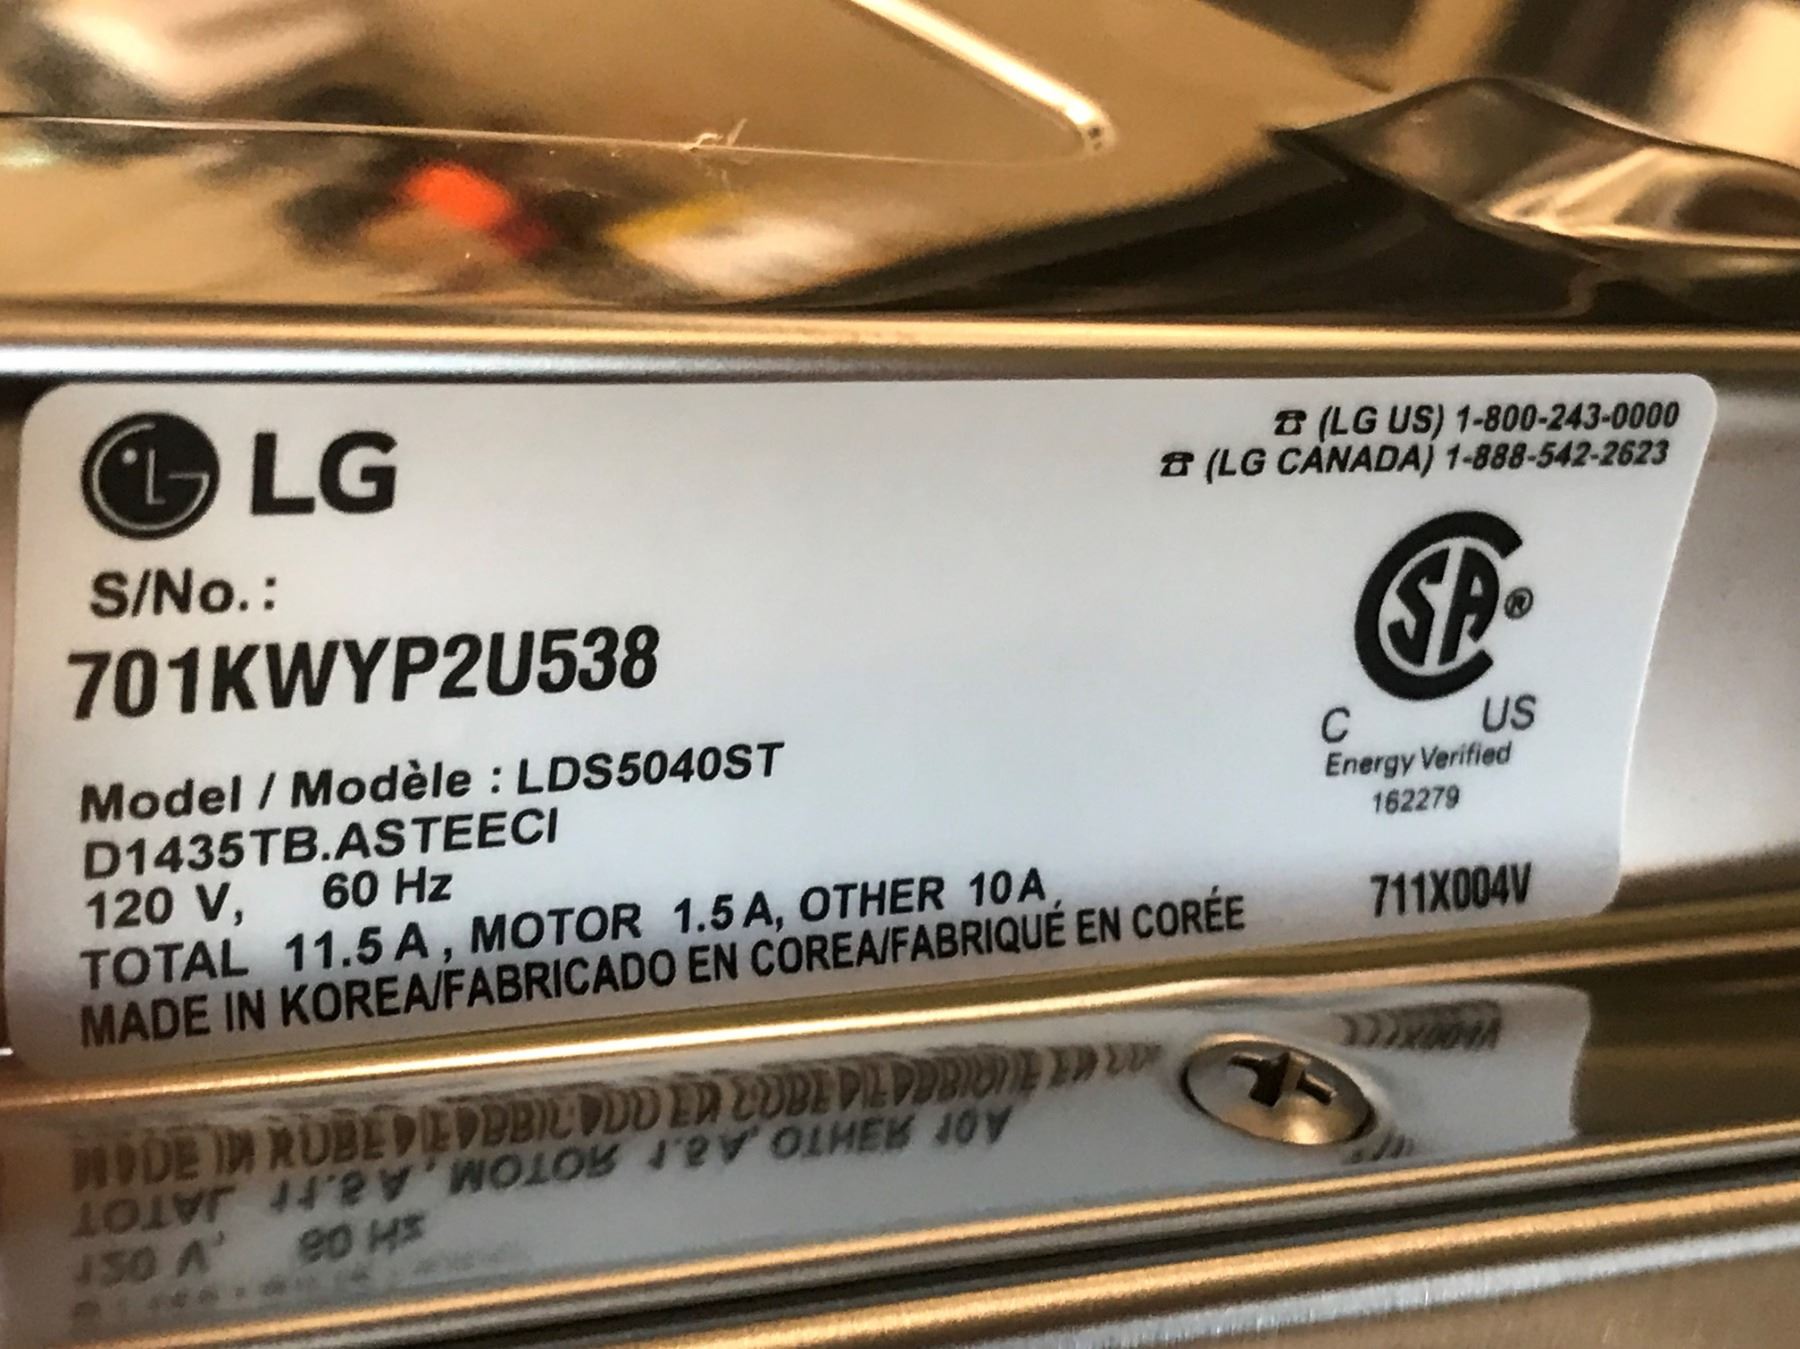 LG
(LG US) 1-800-243-0000
(LG CANADA) 1-888-542-2623
S/No.:
701KWYP2U538
Model / Modèle : LDS5040ST
D1435TB.ASTEECI
120 V, 60 Hz
TOTAL 11.5 A, MOTOR 1.5 A, OTHER 10 A,
MADE IN KOREA/FABRICADO EN COREA/FABRIQUÉ EN CORÉE
CSA®
C US
Energy Verified
162279
711X004V